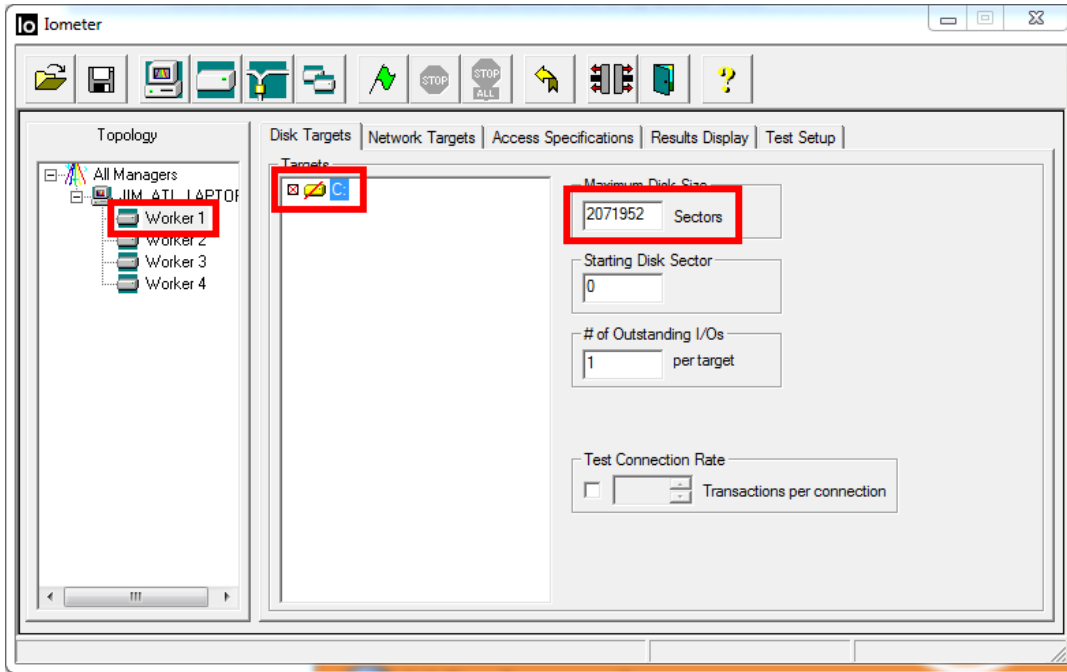 Io Iometer
STOP
STOP
ALL
?
Topology
All Managers
JIM_ATL_LAPTOP
Worker 1
Worker 2
Worker 3
Worker 4
Disk Targets Network Targets Access Specifications Results Display Test Setup
Targets
C:
Maximum Disk Size
2071952 Sectors
Starting Disk Sector
0
# of Outstanding I/Os
1 per target
Test Connection Rate
Transactions per connection